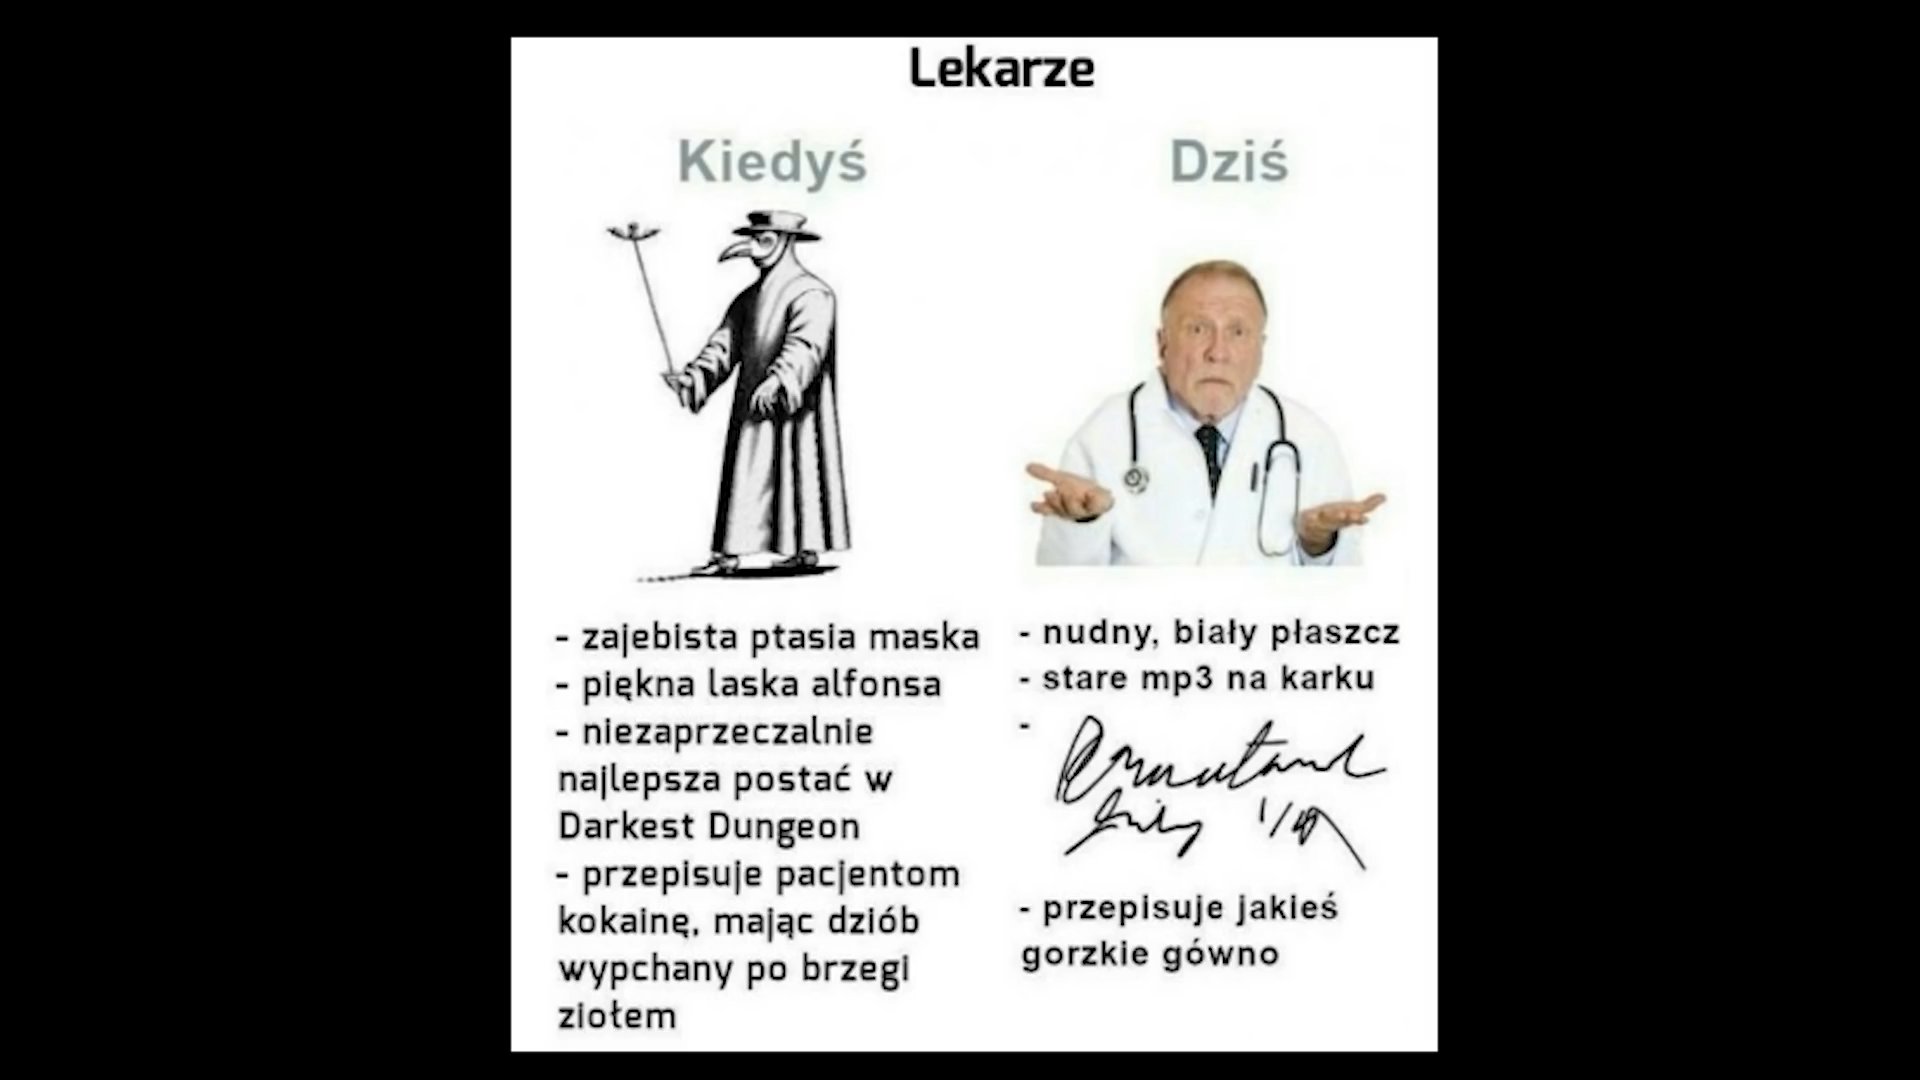 Lekarze
Kiedyś
- zajebista ptasia maska
- piękna laska alfonsa
- niezaprzeczalnie
najlepsza postać w
Darkest Dungeon
- przepisuje pacjentom
kokainę, mając dziób
wypchany po brzegi
ziołem
Dziś
- nudny, biały płaszcz
- stare mp3 na karku
-
- przepisuje jakieś
gorzkie gówno